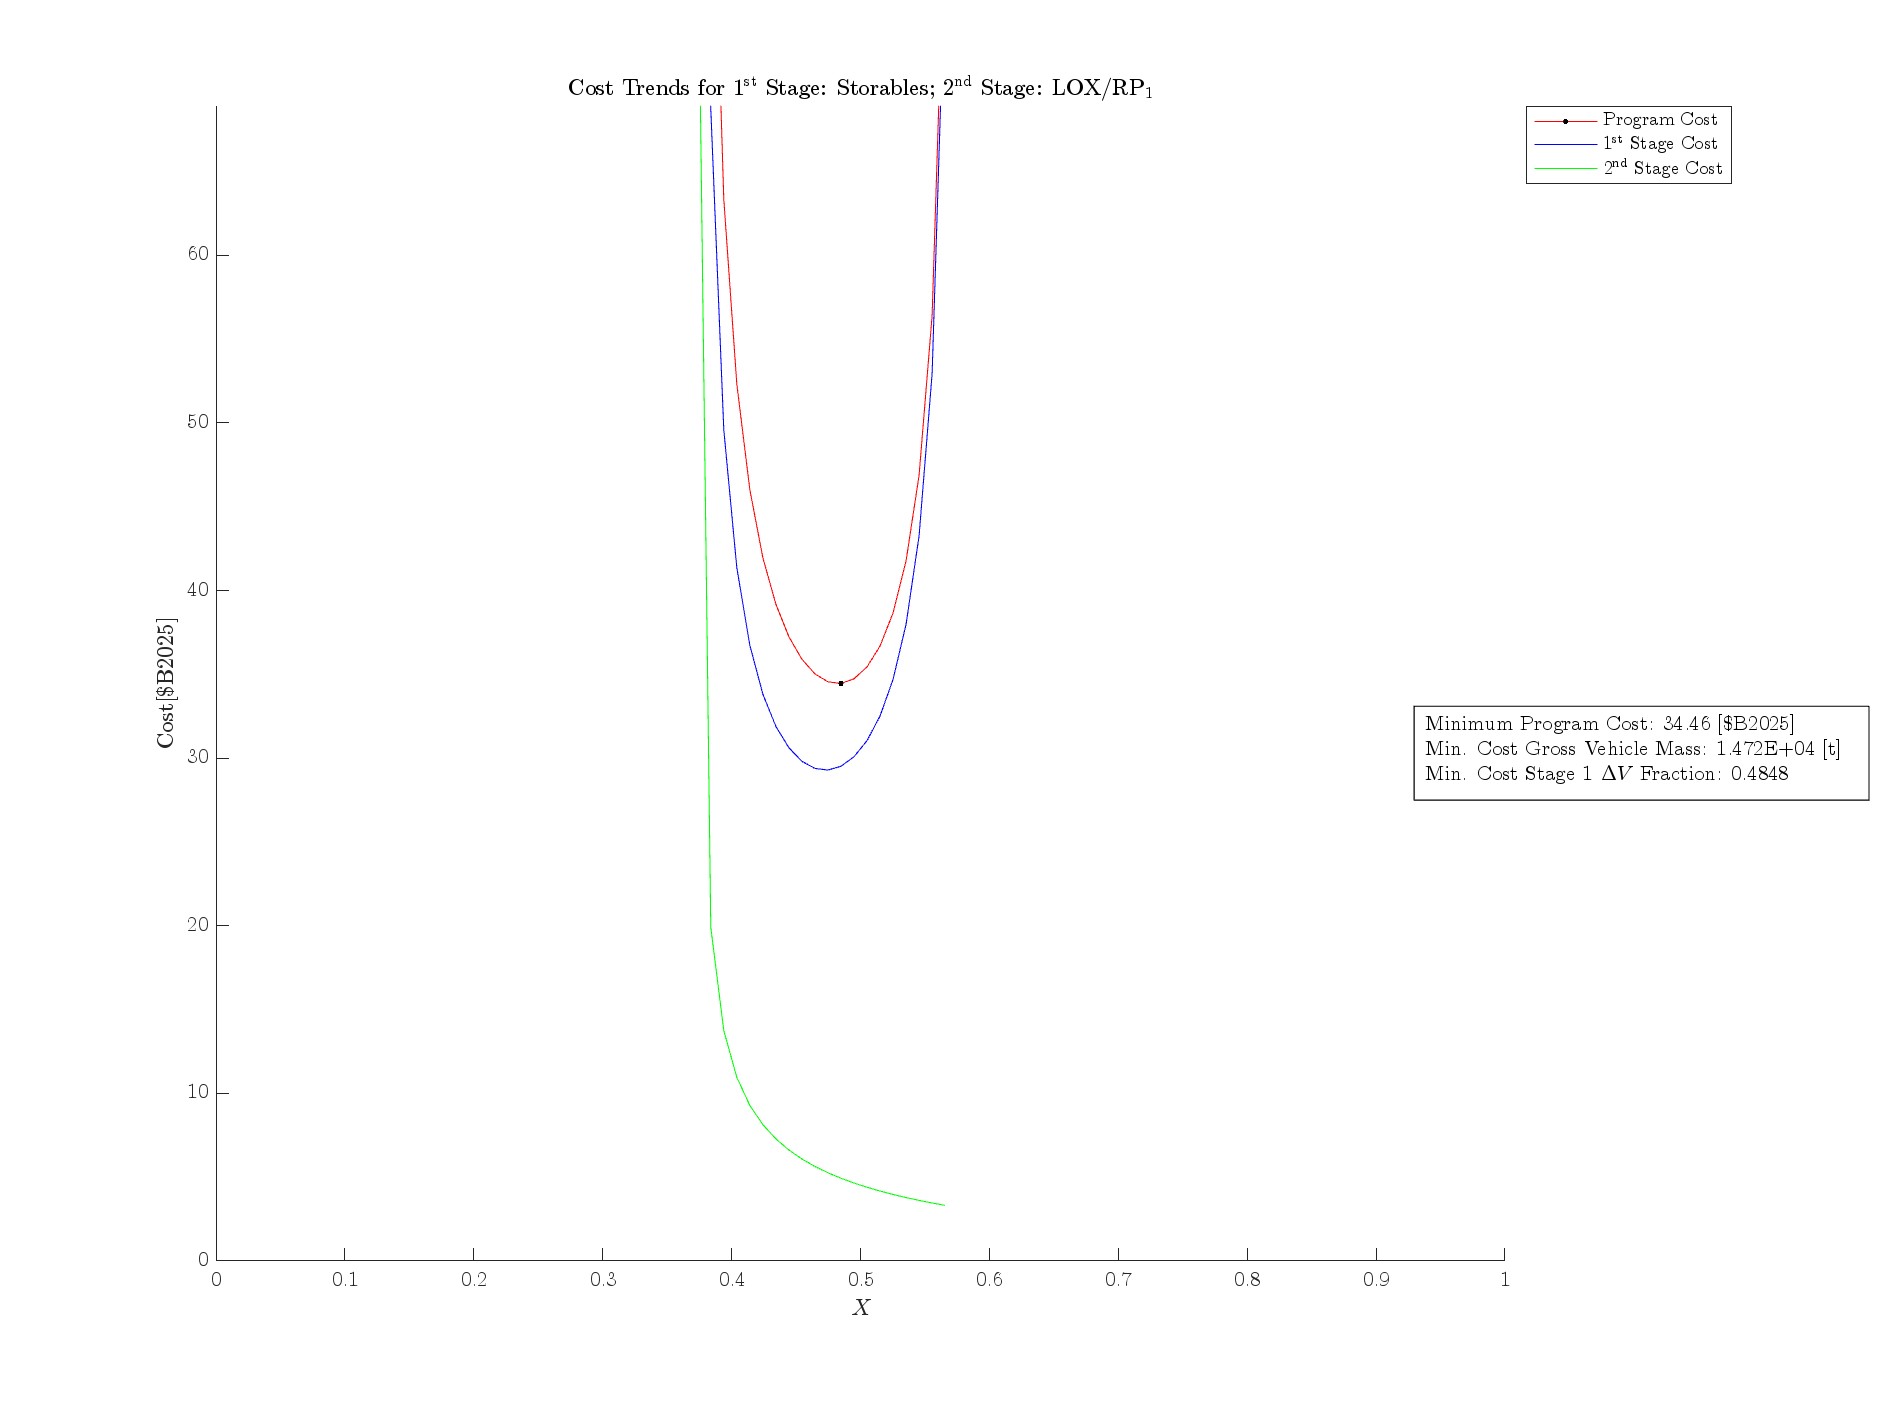 Cost Trends for 1st Stage: Storables; 2nd Stage: LOX/RP1
Program Cost
1st Stage Cost
2nd Stage Cost
60
50
40
30
20
10
0
Cost[$B2025]
Minimum Program Cost: 34.46 [$B2025]
Min. Cost Gross Vehicle Mass: 1.472E+04 [t]
Min. Cost Stage 1 ΔV Fraction: 0.4848
0 0.1 0.2 0.3 0.4 0.5 0.6 0.7 0.8 0.9 1
X